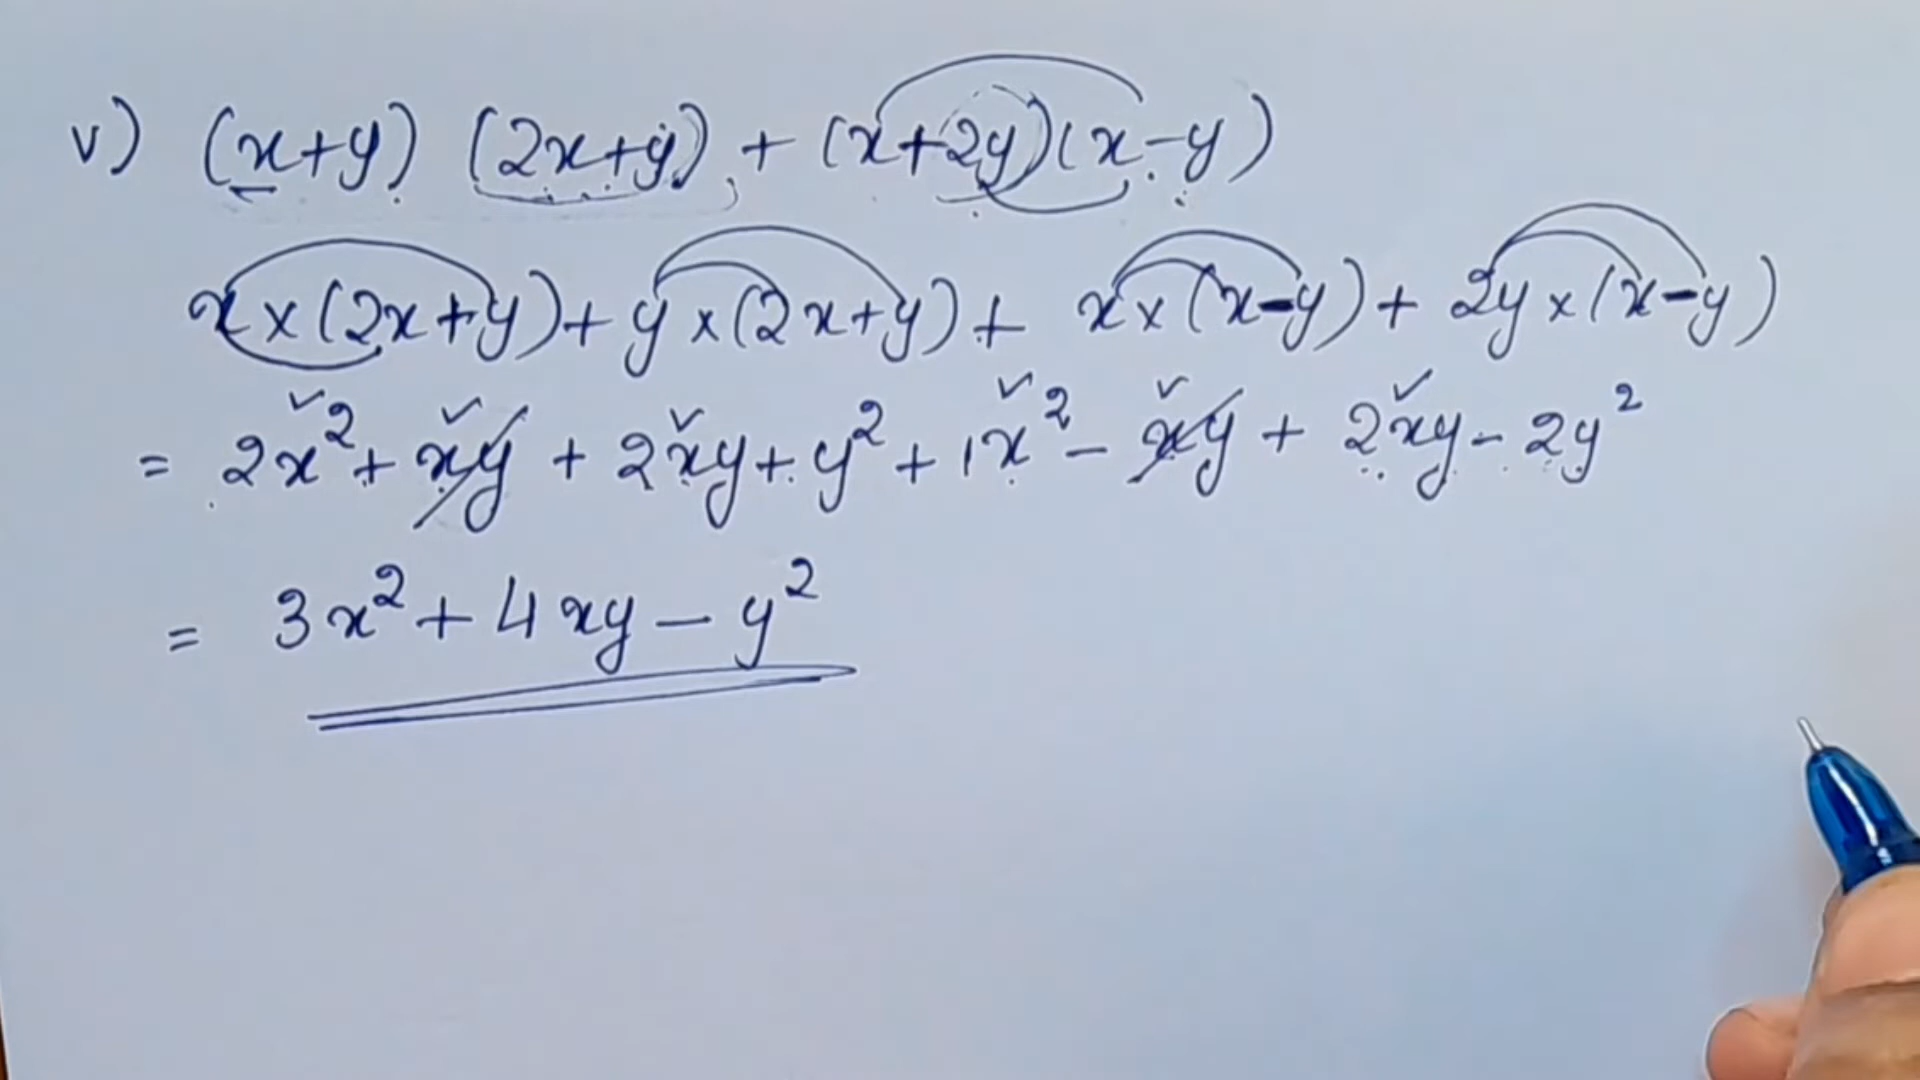 v) (x+y) (2x+y) + (x+2y)(x-y)
x×(2x+y)+ y×(2x+y)+ x×(x-y)+ 2y×(x-y)
= 2x²+ xy + 2xy+ y²+ 1x² - xy + 2xy- 2y²
= 3x²+4xy-y²